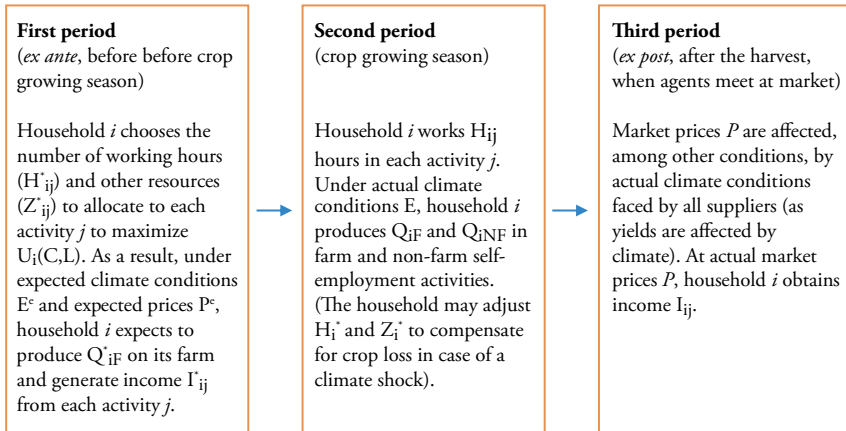 First period
(ex ante, before before crop
growing season)
Household i chooses the
number of working hours
(H*ij) and other resources
(Z*ij) to allocate to each
activity j to maximize
Ui(C,L). As a result, under
expected climate conditions
Eᵉ and expected prices Pᵉ,
household i expects to
produce Q*iF on its farm
and generate income I*ij
from each activity j.
Second period
(crop growing season)
Household i works Hij
hours in each activity j.
Under actual climate
conditions E, household i
produces QiF and QiNF in
farm and non-farm self-
employment activities.
(The household may adjust
Hi* and Zi* to compensate
for crop loss in case of a
climate shock).
Third period
(ex post, after the harvest,
when agents meet at market)
Market prices P are affected,
among other conditions, by
actual climate conditions
faced by all suppliers (as
yields are affected by
climate). At actual market
prices P, household i obtains
income Iij.